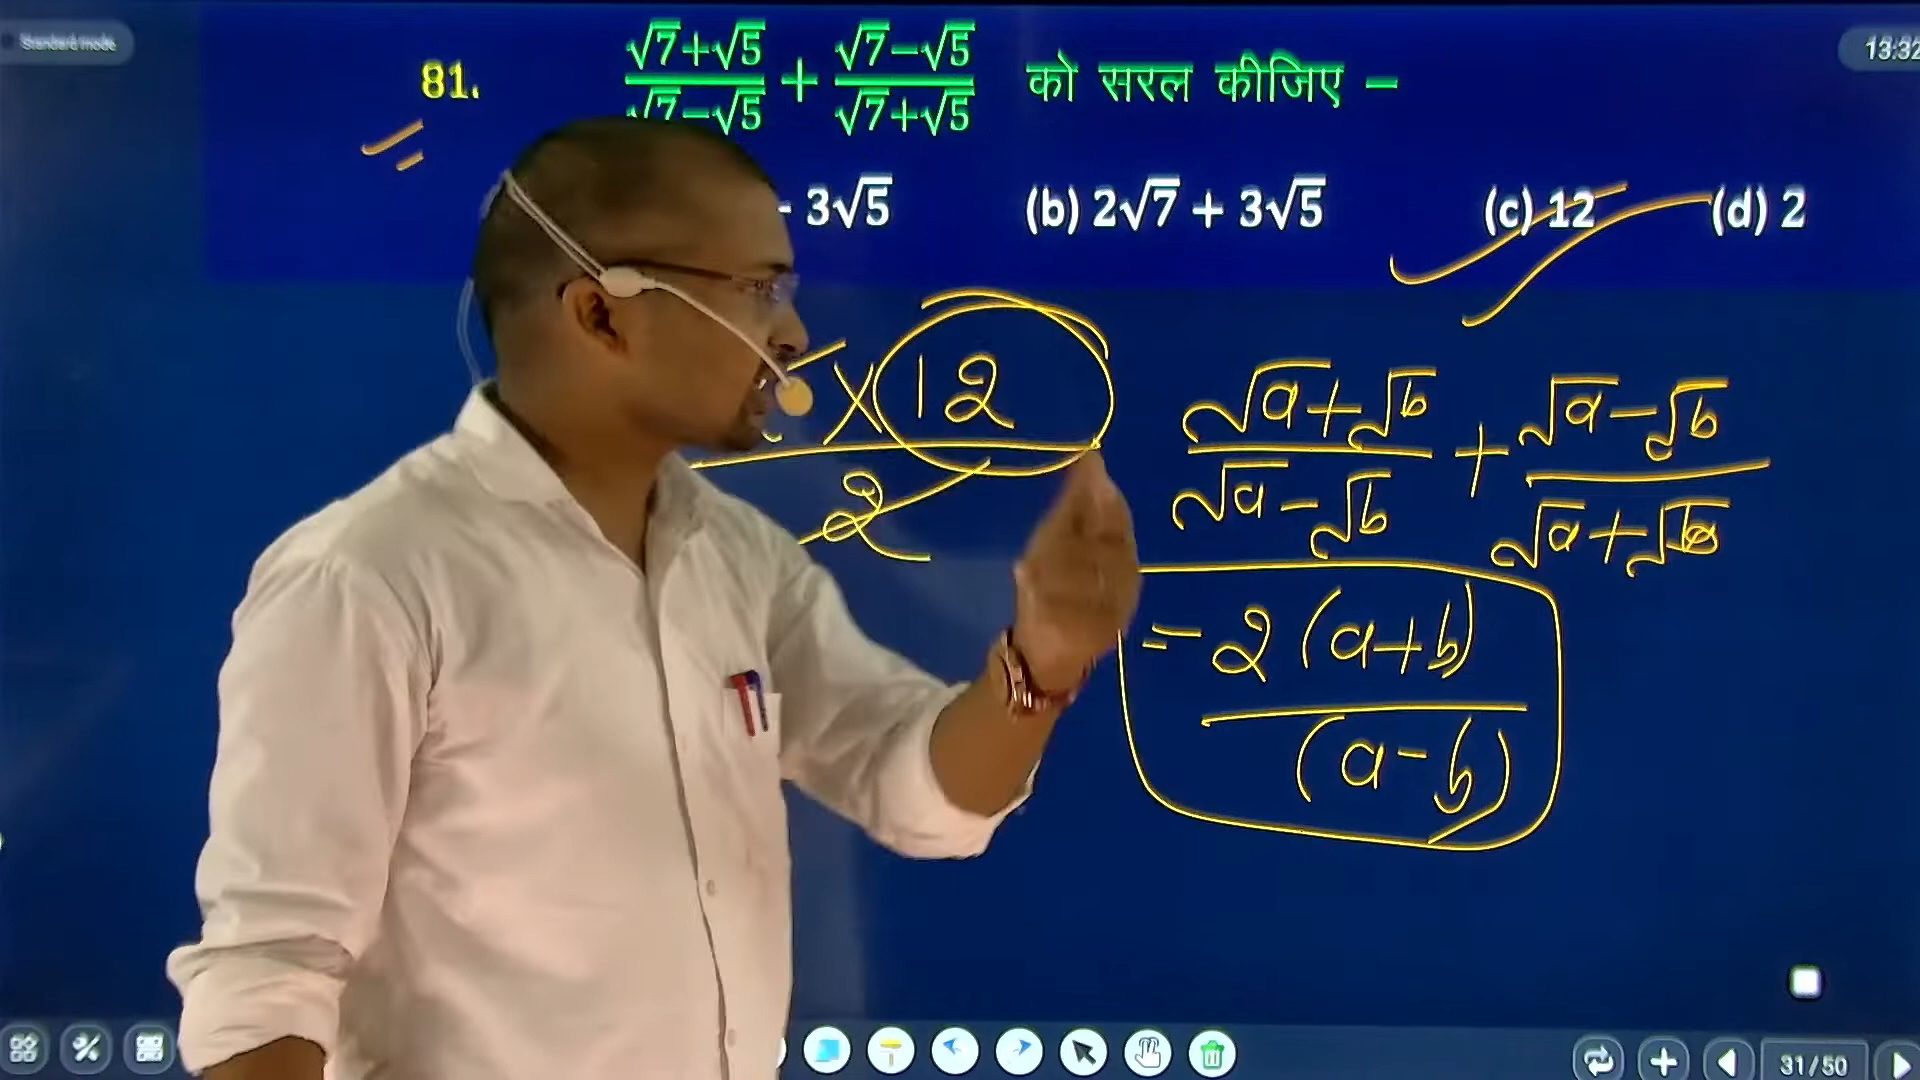 Standard mode
13:32
81. (√7+√5)/(√7−√5) + (√7−√5)/(√7+√5) को सरल कीजिए −
- 3√5 (b) 2√7 + 3√5 (c) 12 (d) 2
X 12
2
(√a+√b)/(√a−√b) + (√a−√b)/(√a+√b)
= 2(a+b)
(a-b)
31/50